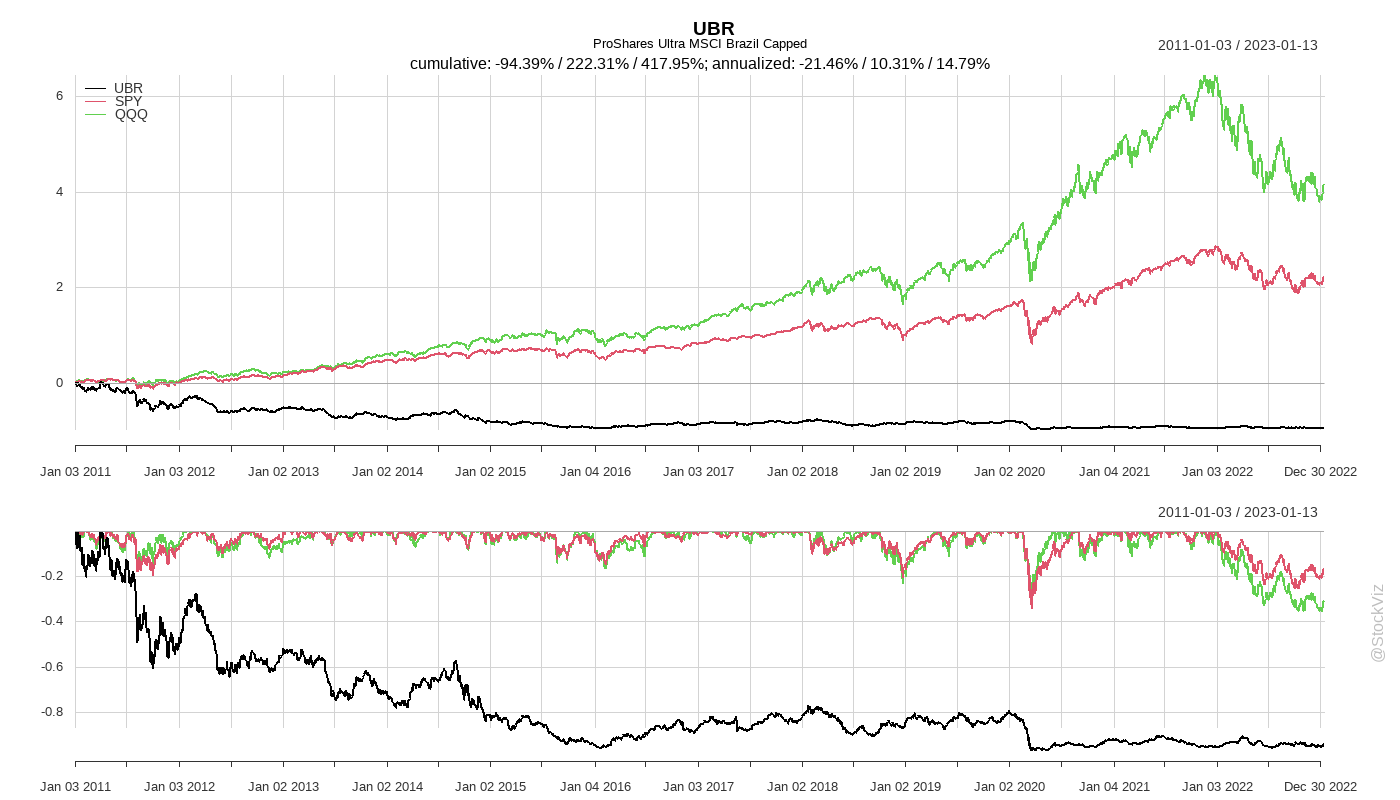 UBR
ProShares Ultra MSCI Brazil Capped
2011-01-03 / 2023-01-13
cumulative: -94.39% / 222.31% / 417.95%; annualized: -21.46% / 10.31% / 14.79%
UBR
SPY
QQQ
6
4
2
0
Jan 03 2011 Jan 03 2012 Jan 02 2013 Jan 02 2014 Jan 02 2015 Jan 04 2016 Jan 03 2017 Jan 02 2018 Jan 02 2019 Jan 02 2020 Jan 04 2021 Jan 03 2022 Dec 30 2022
2011-01-03 / 2023-01-13
-0.2
-0.4
-0.6
-0.8
Jan 03 2011 Jan 03 2012 Jan 02 2013 Jan 02 2014 Jan 02 2015 Jan 04 2016 Jan 03 2017 Jan 02 2018 Jan 02 2019 Jan 02 2020 Jan 04 2021 Jan 03 2022 Dec 30 2022
@StockViz